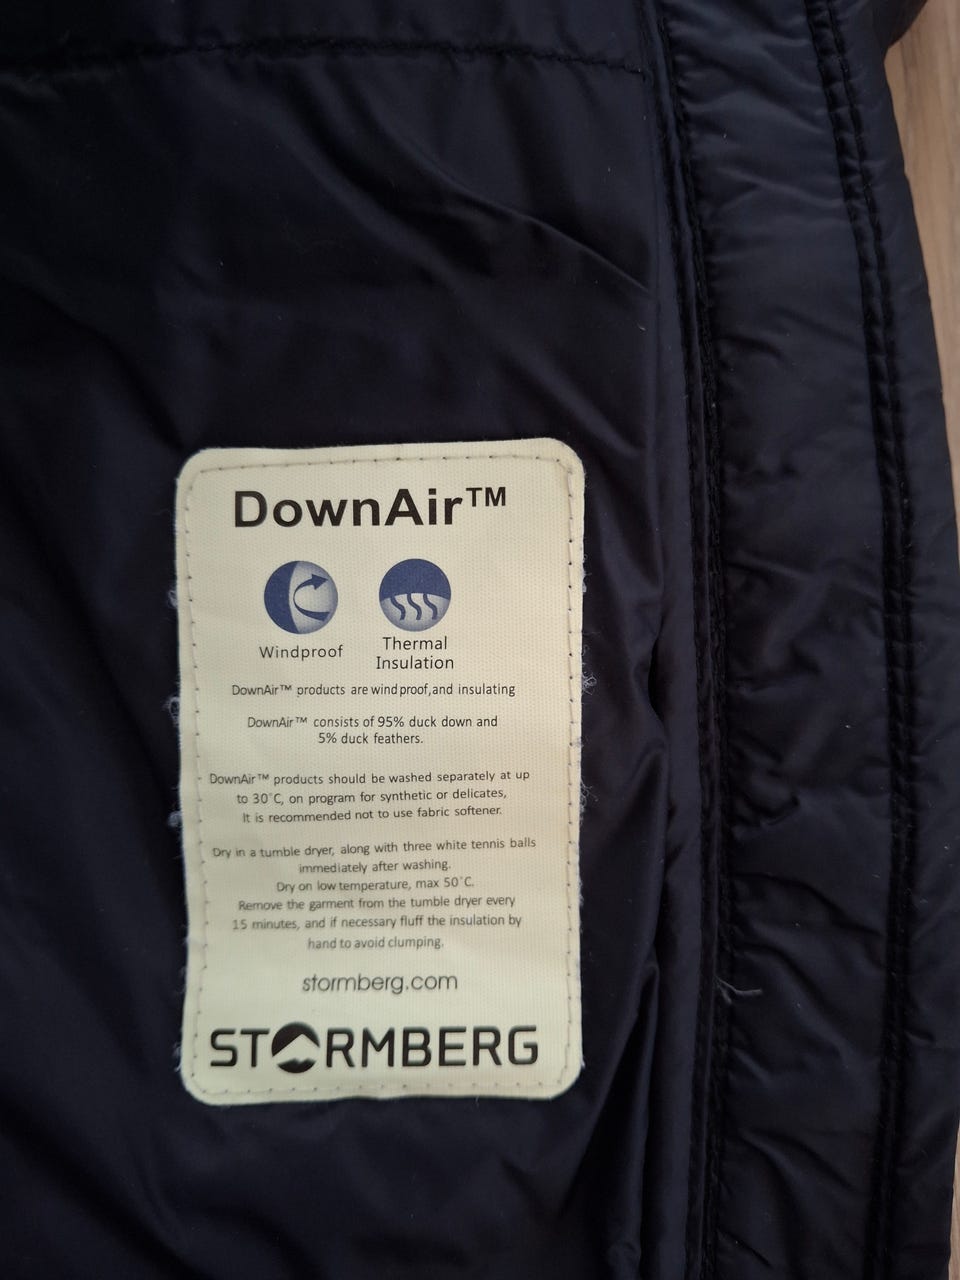 DownAir™
Windproof
Thermal
Insulation
DownAir™ products are windproof,and insulating
DownAir™ consists of 95% duck down and
5% duck feathers.
DownAir™ products should be washed separately at up
to 30°C, on program for synthetic or delicates,
It is recommended not to use fabric softener.
Dry in a tumble dryer, along with three white tennis balls
immediately after washing.
Dry on low temperature, max 50°C.
Remove the garment from the tumble dryer every
15 minutes, and if necessary fluff the insulation by
hand to avoid clumping.
stormberg.com
STORMBERG